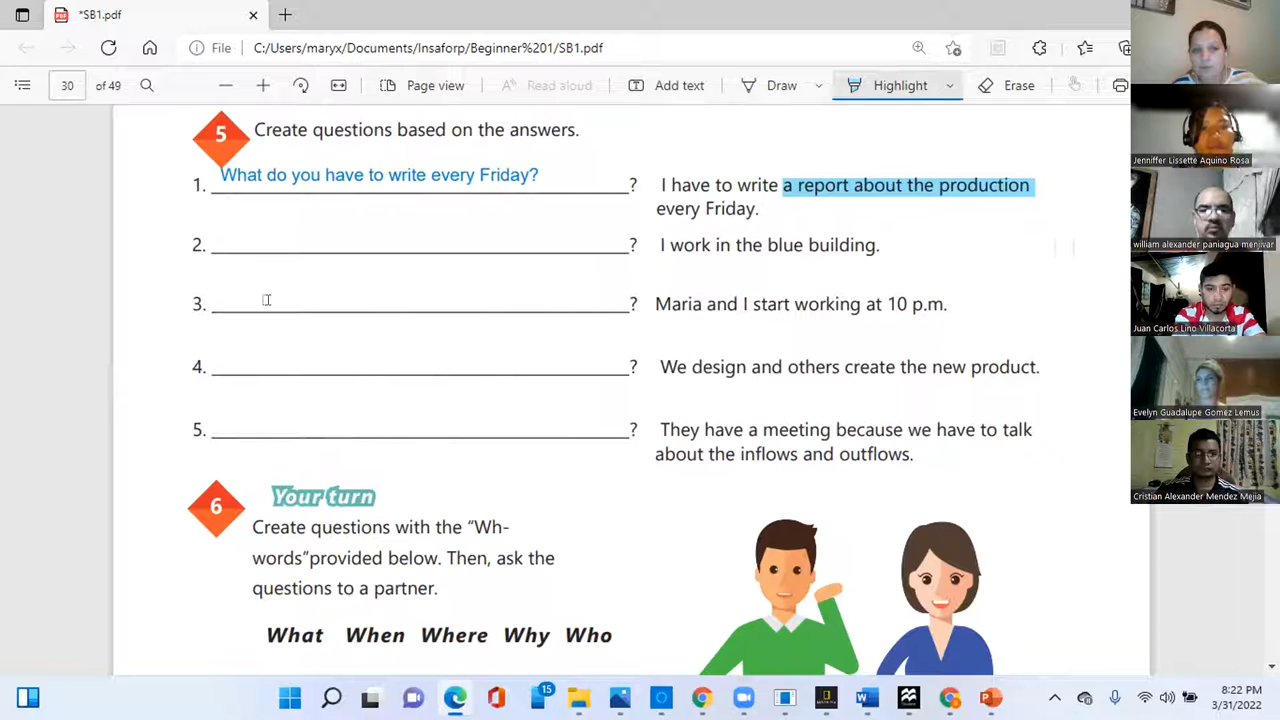 *SB1.pdf
File C:/Users/maryx/Documents/Insaforp/Beginner%201/SB1.pdf
30 of 49 Page view Read aloud Add text Draw Highlight Erase
5 Create questions based on the answers.
What do you have to write every Friday?
1. ? I have to write a report about the production
every Friday.
2. ? I work in the blue building.
3. ? Maria and I start working at 10 p.m.
4. ? We design and others create the new product.
5. ? They have a meeting because we have to talk
about the inflows and outflows.
6 Your turn
Create questions with the “Wh-
words”provided below. Then, ask the
questions to a partner.
What When Where Why Who
Jenniffer Lissette Aquino Rosa
william alexander paniagua menjivar
Juan Carlos Lino Villacorta
Evelyn Guadalupe Gomez Lemus
Cristian Alexander Mendez Mejia
15
8:22 PM
3/31/2022